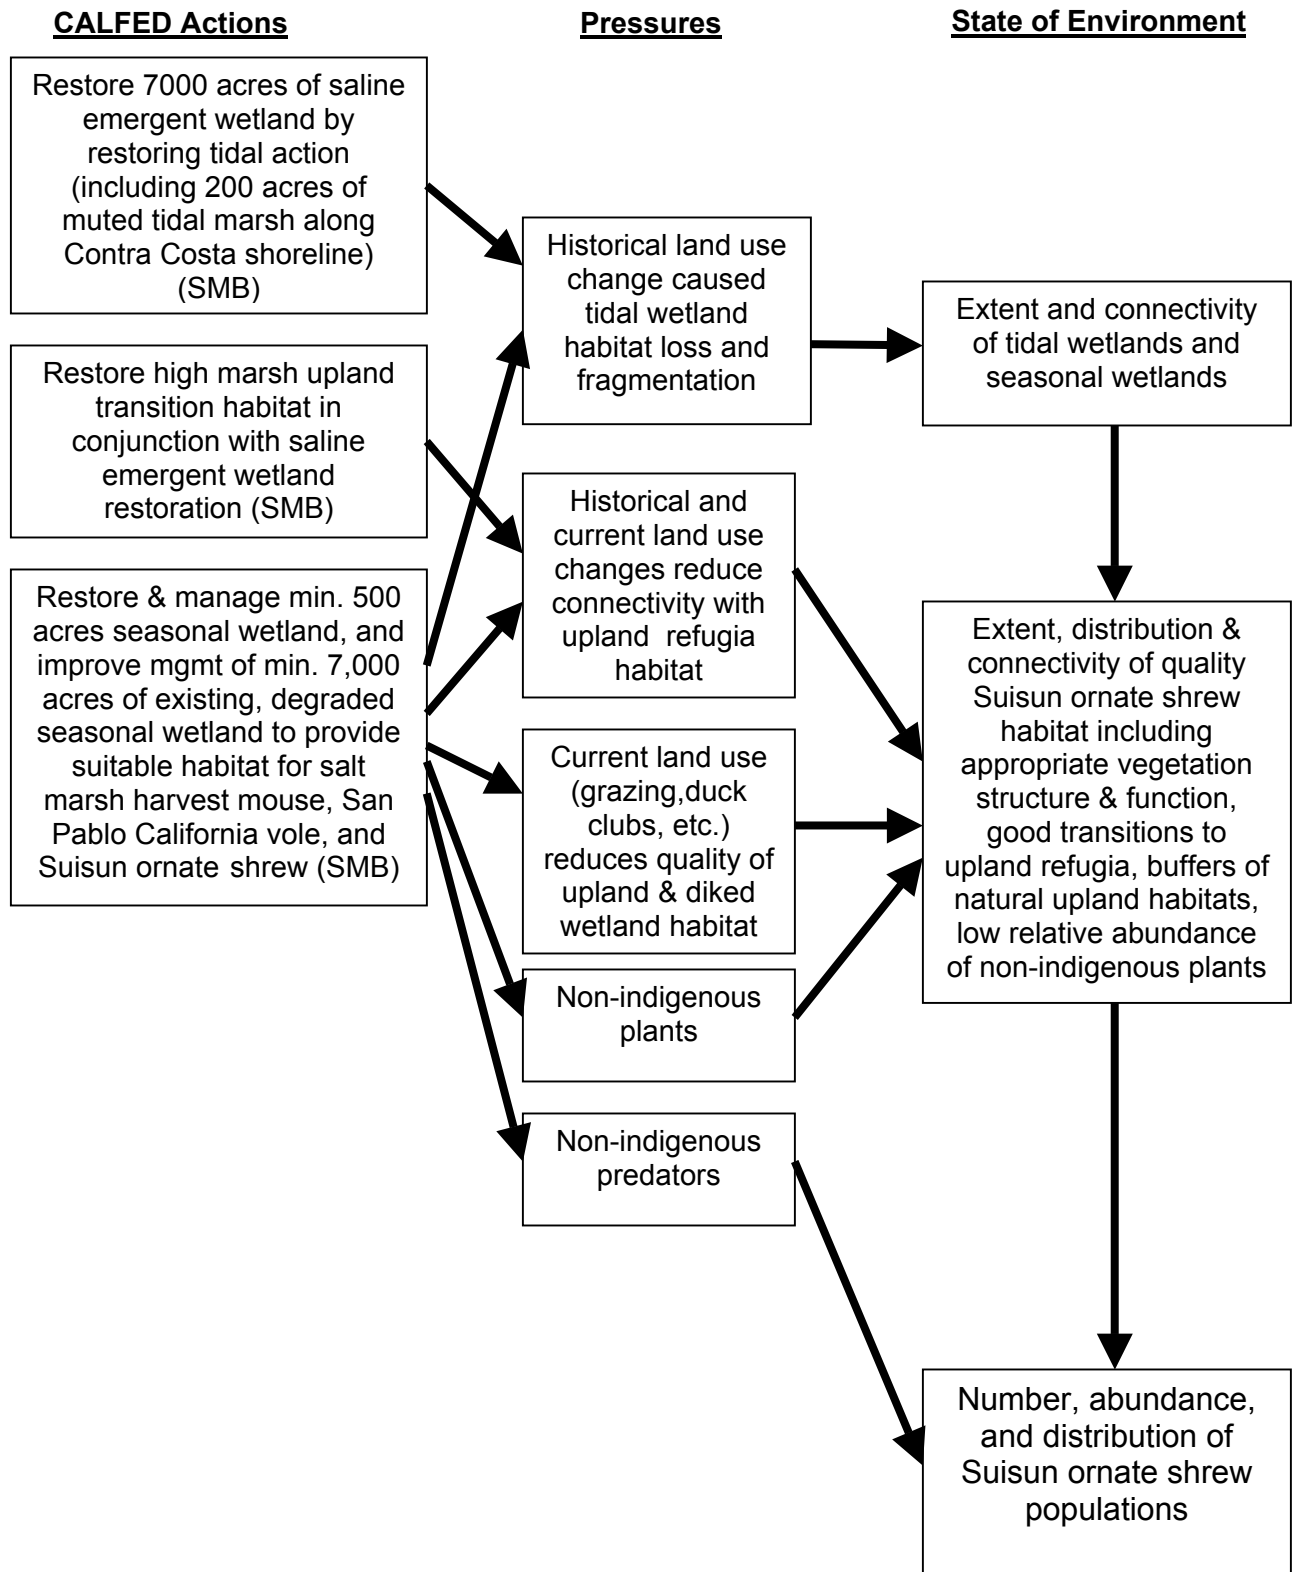 CALFED Actions
Pressures
State of Environment
Restore 7000 acres of saline
emergent wetland by
restoring tidal action
(including 200 acres of
muted tidal marsh along
Contra Costa shoreline)
(SMB)
Restore high marsh upland
transition habitat in
conjunction with saline
emergent wetland
restoration (SMB)
Restore & manage min. 500
acres seasonal wetland, and
improve mgmt of min. 7,000
acres of existing, degraded
seasonal wetland to provide
suitable habitat for salt
marsh harvest mouse, San
Pablo California vole, and
Suisun ornate shrew (SMB)
Historical land use
change caused
tidal wetland
habitat loss and
fragmentation
Historical and
current land use
changes reduce
connectivity with
upland refugia
habitat
Current land use
(grazing,duck
clubs, etc.)
reduces quality of
upland & diked
wetland habitat
Non-indigenous
plants
Non-indigenous
predators
Extent and connectivity
of tidal wetlands and
seasonal wetlands
Extent, distribution &
connectivity of quality
Suisun ornate shrew
habitat including
appropriate vegetation
structure & function,
good transitions to
upland refugia, buffers of
natural upland habitats,
low relative abundance
of non-indigenous plants
Number, abundance,
and distribution of
Suisun ornate shrew
populations